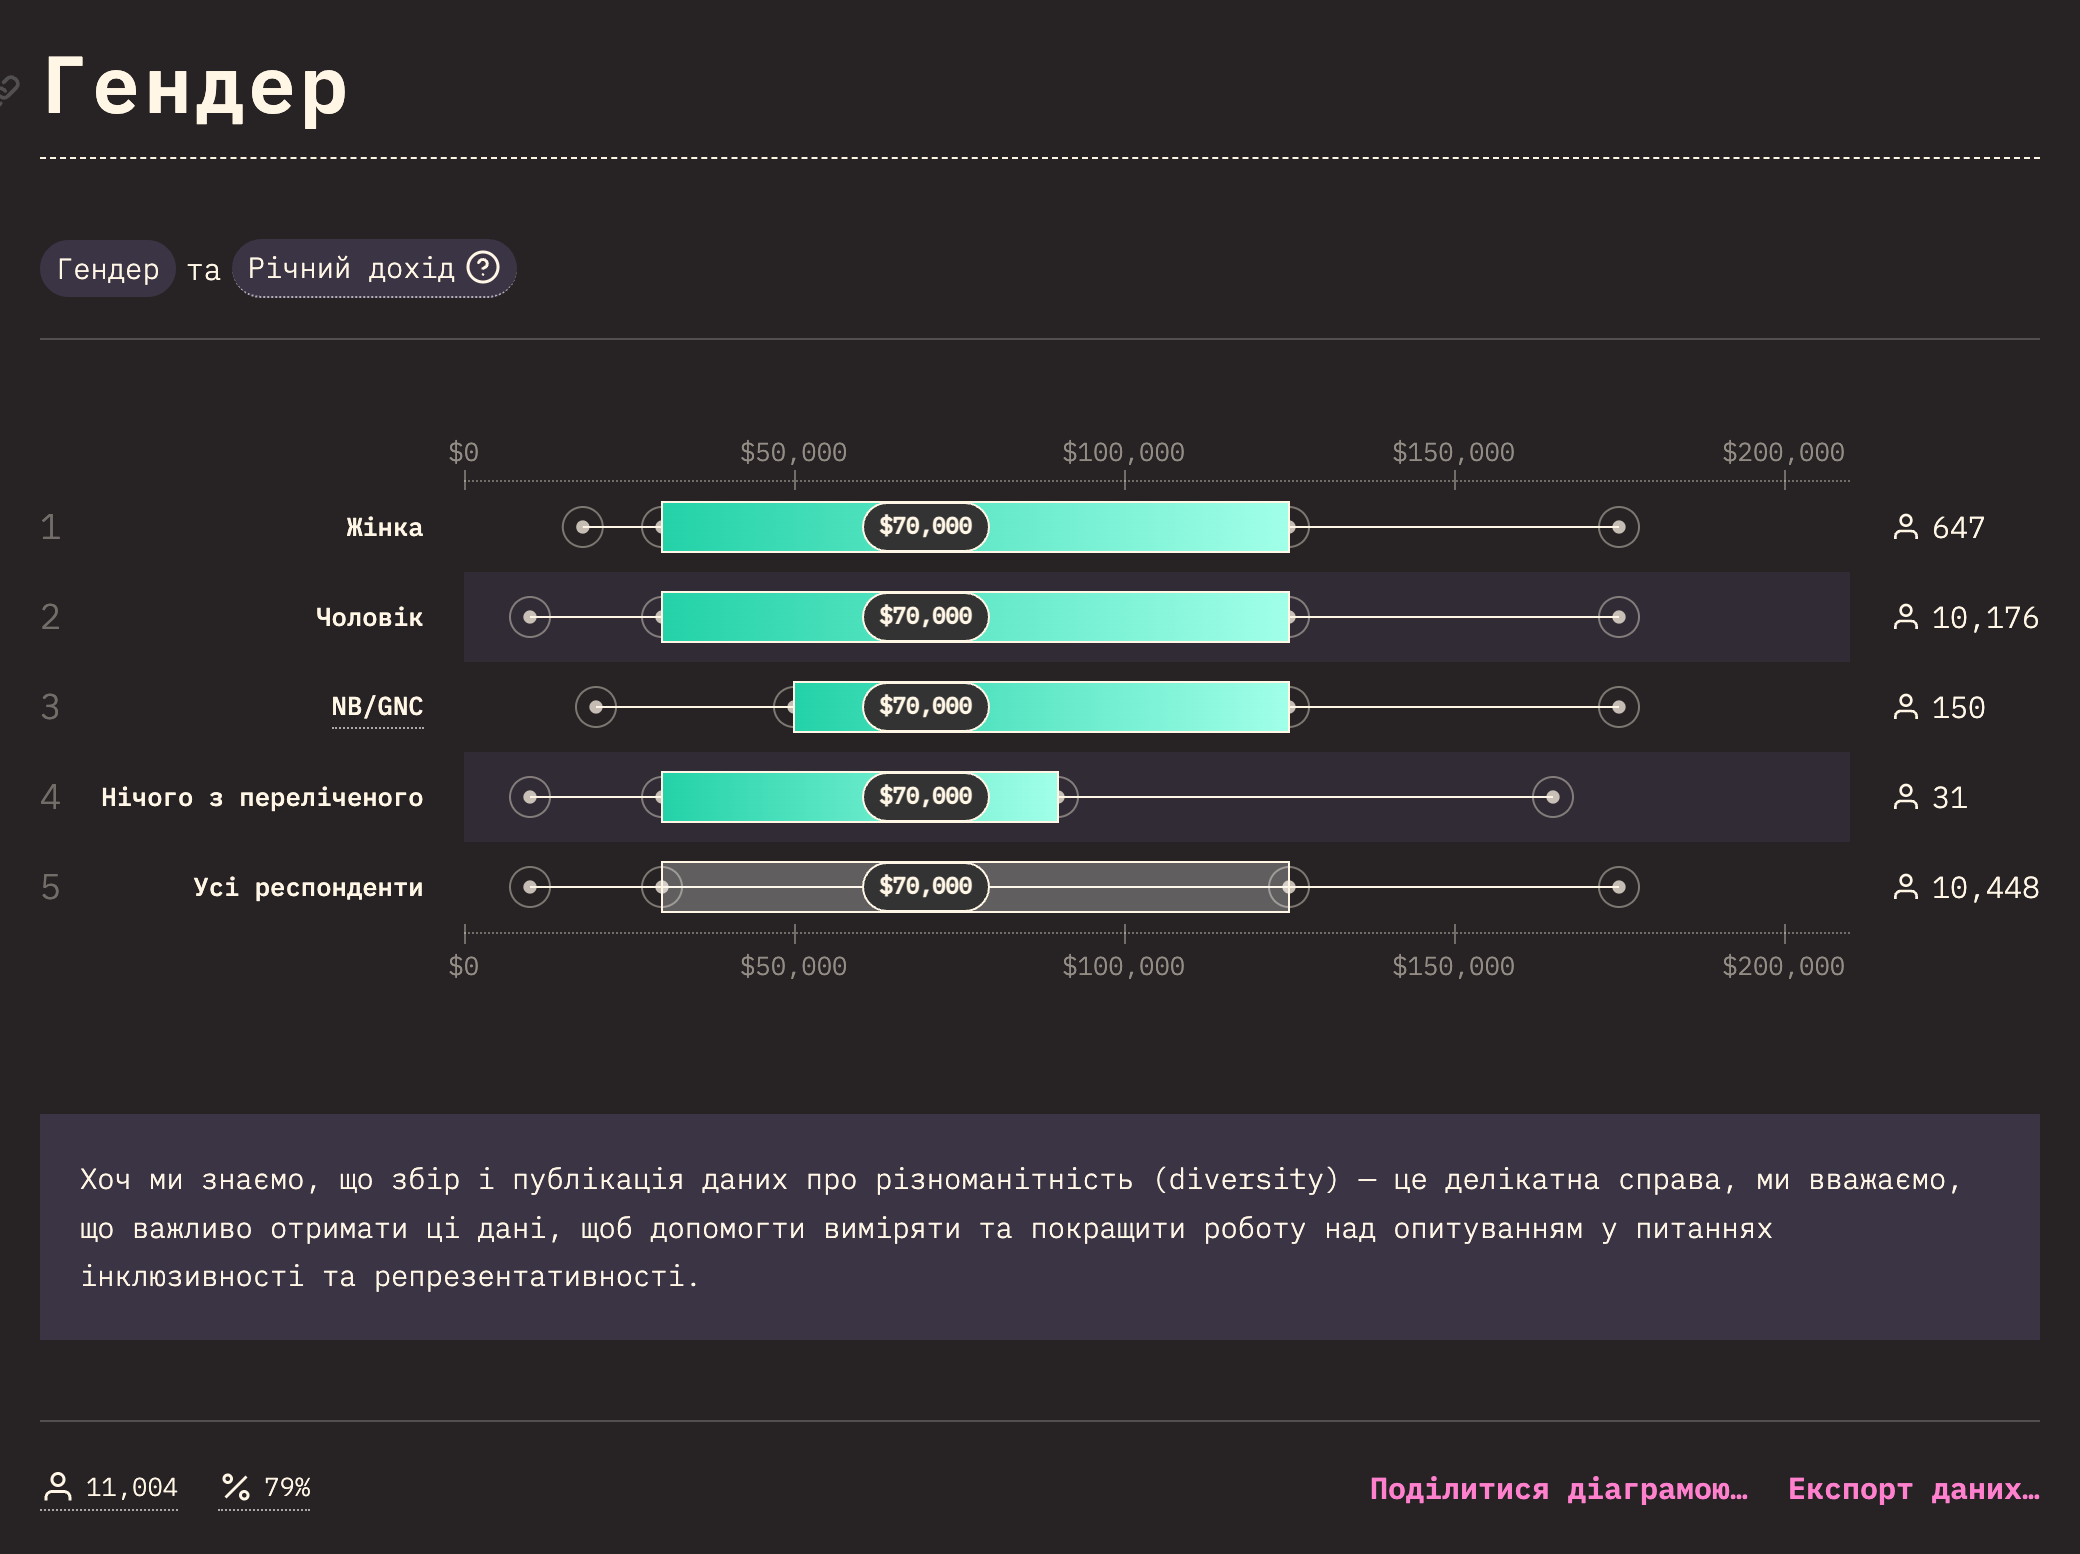 Гендер
Гендер та Річний дохід
$0 $50,000 $100,000 $150,000 $200,000
1 Жінка $70,000 647
2 Чоловік $70,000 10,176
3 NB/GNC $70,000 150
4 Нічого з переліченого $70,000 31
5 Усі респонденти $70,000 10,448
$0 $50,000 $100,000 $150,000 $200,000
Хоч ми знаємо, що збір і публікація даних про різноманітність (diversity) — це делікатна справа, ми вважаємо,
що важливо отримати ці дані, щоб допомогти виміряти та покращити роботу над опитуванням у питаннях
інклюзивності та репрезентативності.
11,004 79% Поділитися діаграмою… Експорт даних…